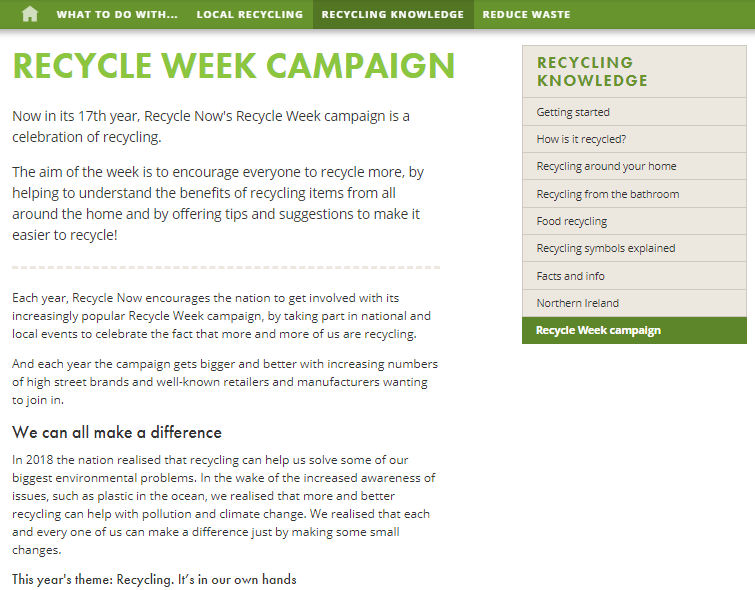 WHAT TO DO WITH... LOCAL RECYCLING RECYCLING KNOWLEDGE REDUCE WASTE
RECYCLE WEEK CAMPAIGN
Now in its 17th year, Recycle Now's Recycle Week campaign is a
celebration of recycling.
The aim of the week is to encourage everyone to recycle more, by
helping to understand the benefits of recycling items from all
around the home and by offering tips and suggestions to make it
easier to recycle!
Each year, Recycle Now encourages the nation to get involved with its
increasingly popular Recycle Week campaign, by taking part in national and
local events to celebrate the fact that more and more of us are recycling.
And each year the campaign gets bigger and better with increasing numbers
of high street brands and well-known retailers and manufacturers wanting
to join in.
We can all make a difference
In 2018 the nation realised that recycling can help us solve some of our
biggest environmental problems. In the wake of the increased awareness of
issues, such as plastic in the ocean, we realised that more and better
recycling can help with pollution and climate change. We realised that each
and every one of us can make a difference just by making some small
changes.
This year's theme: Recycling. It’s in our own hands
RECYCLING
KNOWLEDGE
Getting started
How is it recycled?
Recycling around your home
Recycling from the bathroom
Food recycling
Recycling symbols explained
Facts and info
Northern Ireland
Recycle Week campaign